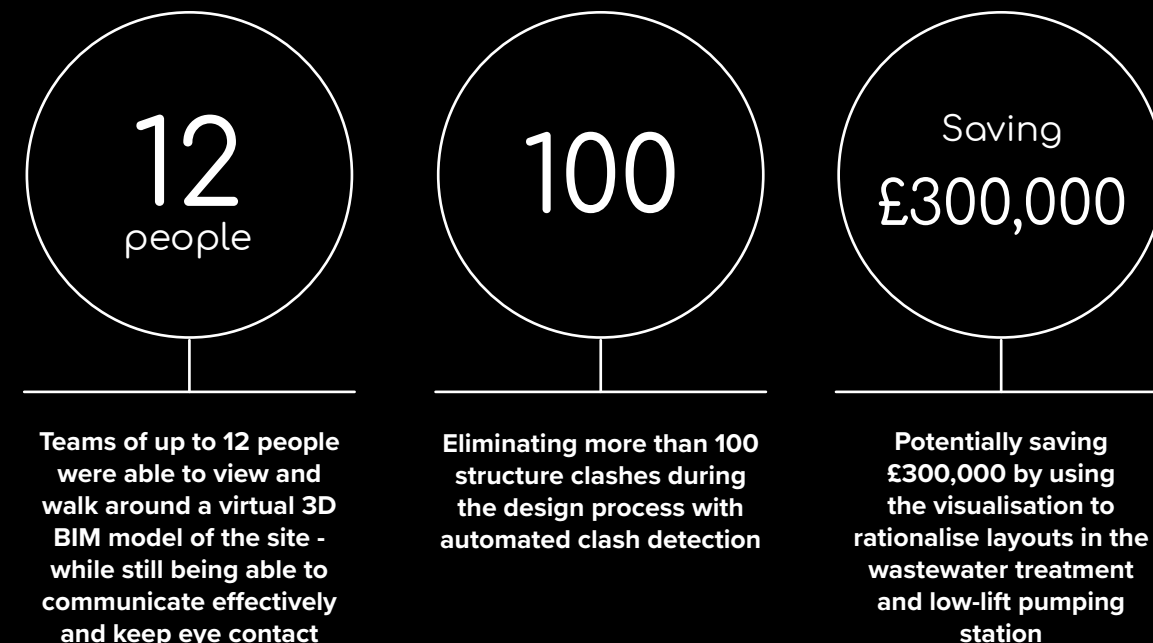 12
people
Teams of up to 12 people
were able to view and
walk around a virtual 3D
BIM model of the site -
while still being able to
communicate effectively
and keep eye contact
100
Eliminating more than 100
structure clashes during
the design process with
automated clash detection
Saving
£300,000
Potentially saving
£300,000 by using
the visualisation to
rationalise layouts in the
wastewater treatment
and low-lift pumping
station